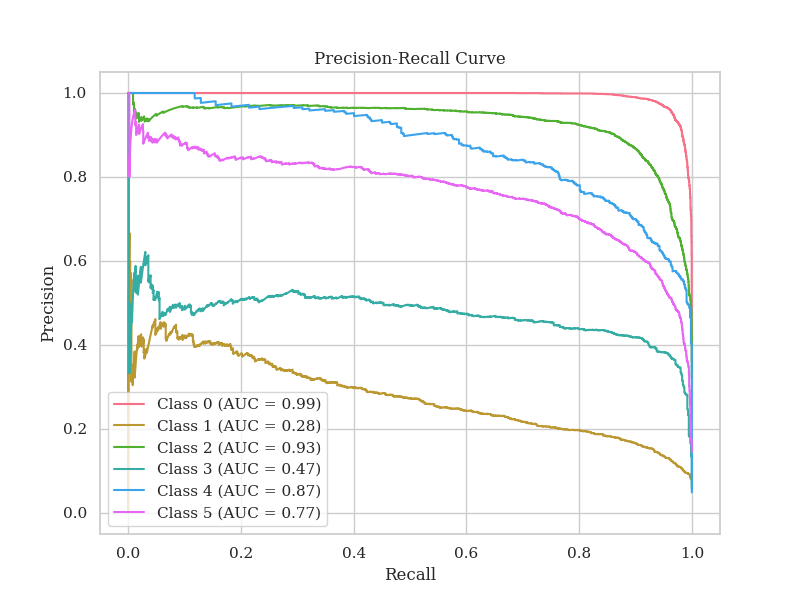 Precision-Recall Curve
Precision
1.0
0.8
0.6
0.4
0.2
0.0
Class 0 (AUC = 0.99)
Class 1 (AUC = 0.28)
Class 2 (AUC = 0.93)
Class 3 (AUC = 0.47)
Class 4 (AUC = 0.87)
Class 5 (AUC = 0.77)
0.0 0.2 0.4 0.6 0.8 1.0
Recall